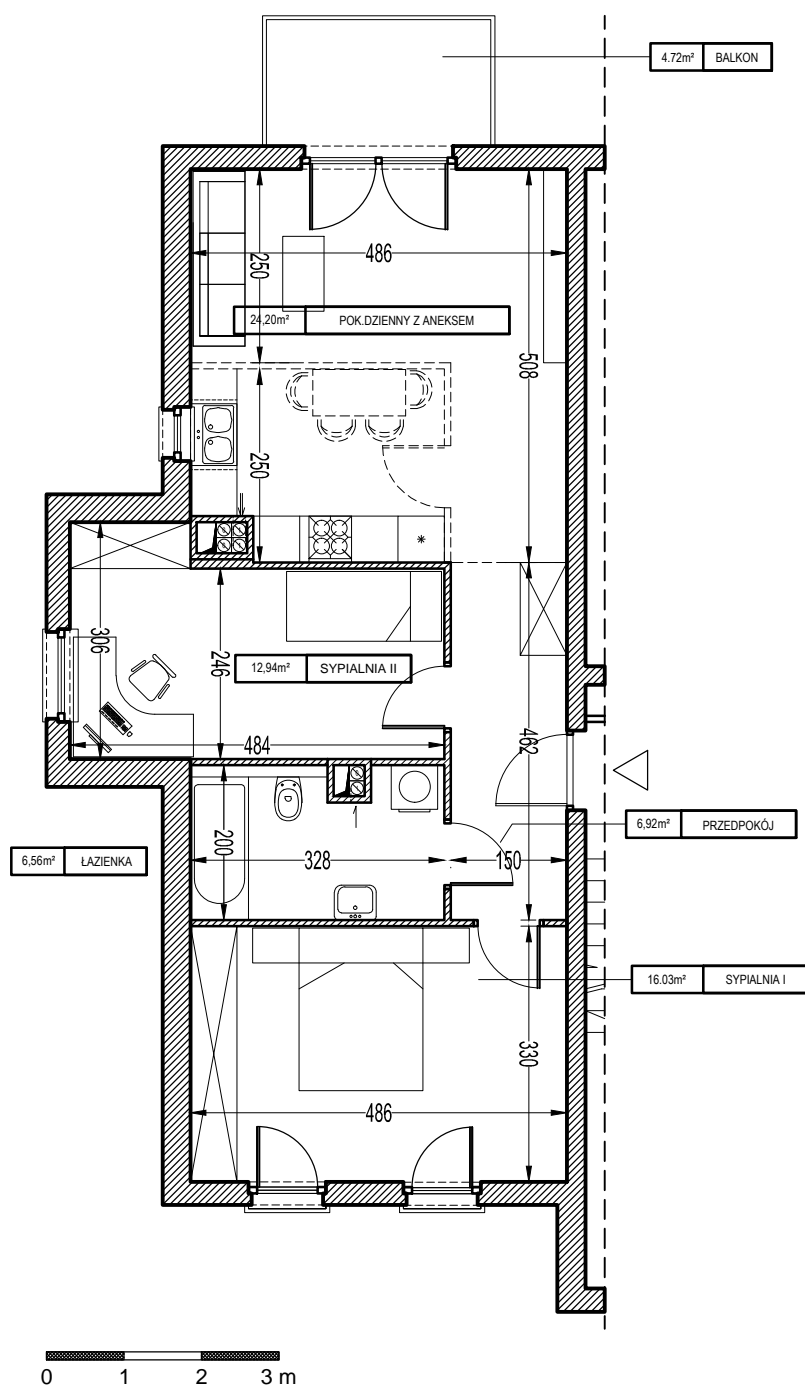 4.72m² BALKON
486
250
24,20m² POK.DZIENNY Z ANEKSEM
508
250
306
246
12,94m² SYPIALNIA II
462
484
6,92m² PRZEDPOKÓJ
6,56m² ŁAZIENKA
200
328
150
16.03m² SYPIALNIA I
330
486
0 1 2 3 m